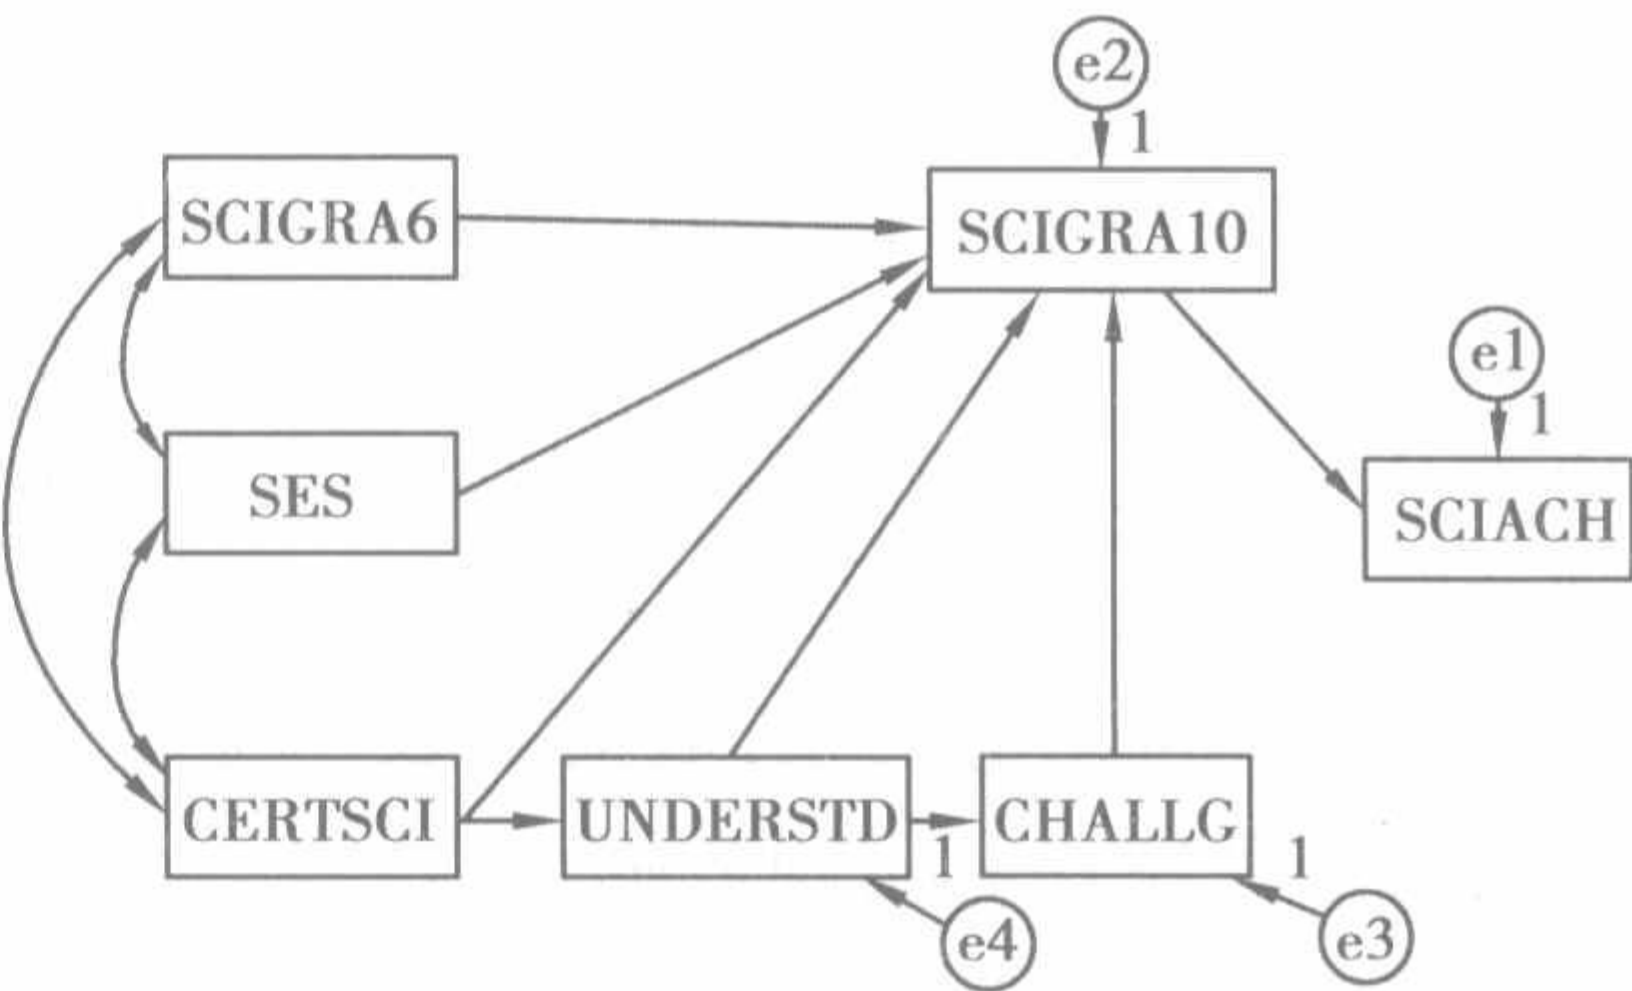 e2
1
SCIGRA6
SCIGRA10
e1
1
SES
SCIACH
CERTSCI
UNDERSTD
CHALLG
1
1
e4
e3